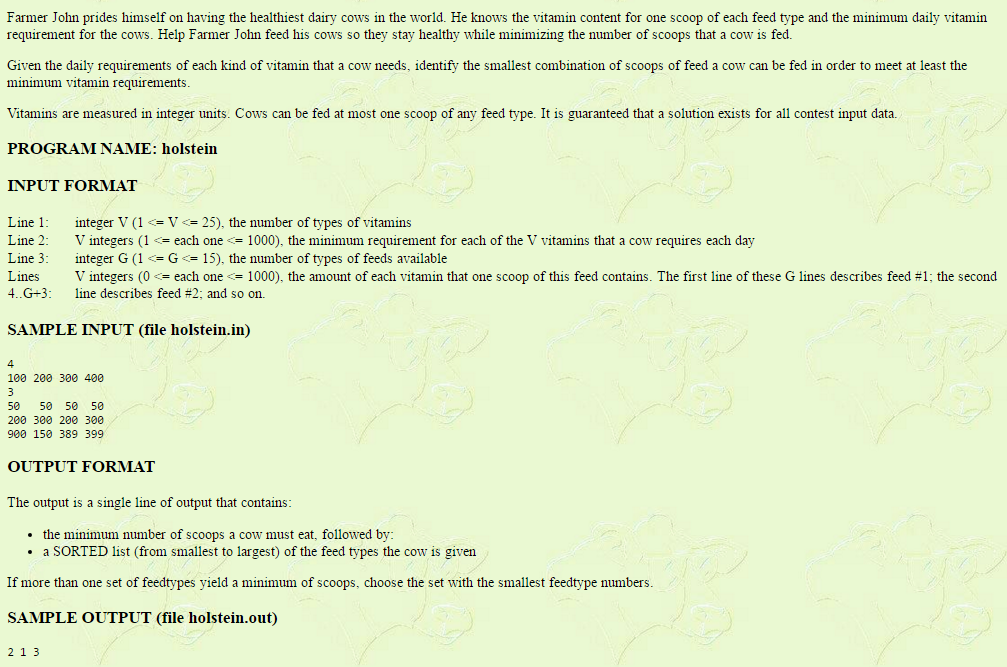 Farmer John prides himself on having the healthiest dairy cows in the world. He knows the vitamin content for one scoop of each feed type and the minimum daily vitamin
requirement for the cows. Help Farmer John feed his cows so they stay healthy while minimizing the number of scoops that a cow is fed.
Given the daily requirements of each kind of vitamin that a cow needs, identify the smallest combination of scoops of feed a cow can be fed in order to meet at least the
minimum vitamin requirements.
Vitamins are measured in integer units. Cows can be fed at most one scoop of any feed type. It is guaranteed that a solution exists for all contest input data.
PROGRAM NAME: holstein
INPUT FORMAT
Line 1: integer V (1 <= V <= 25), the number of types of vitamins
Line 2: V integers (1 <= each one <= 1000), the minimum requirement for each of the V vitamins that a cow requires each day
Line 3: integer G (1 <= G <= 15), the number of types of feeds available
Lines V integers (0 <= each one <= 1000), the amount of each vitamin that one scoop of this feed contains. The first line of these G lines describes feed #1; the second
4..G+3: line describes feed #2; and so on.
SAMPLE INPUT (file holstein.in)
4
100 200 300 400
3
50 50 50 50
200 300 200 300
900 150 389 399
OUTPUT FORMAT
The output is a single line of output that contains:
• the minimum number of scoops a cow must eat, followed by:
• a SORTED list (from smallest to largest) of the feed types the cow is given
If more than one set of feedtypes yield a minimum of scoops, choose the set with the smallest feedtype numbers.
SAMPLE OUTPUT (file holstein.out)
2 1 3